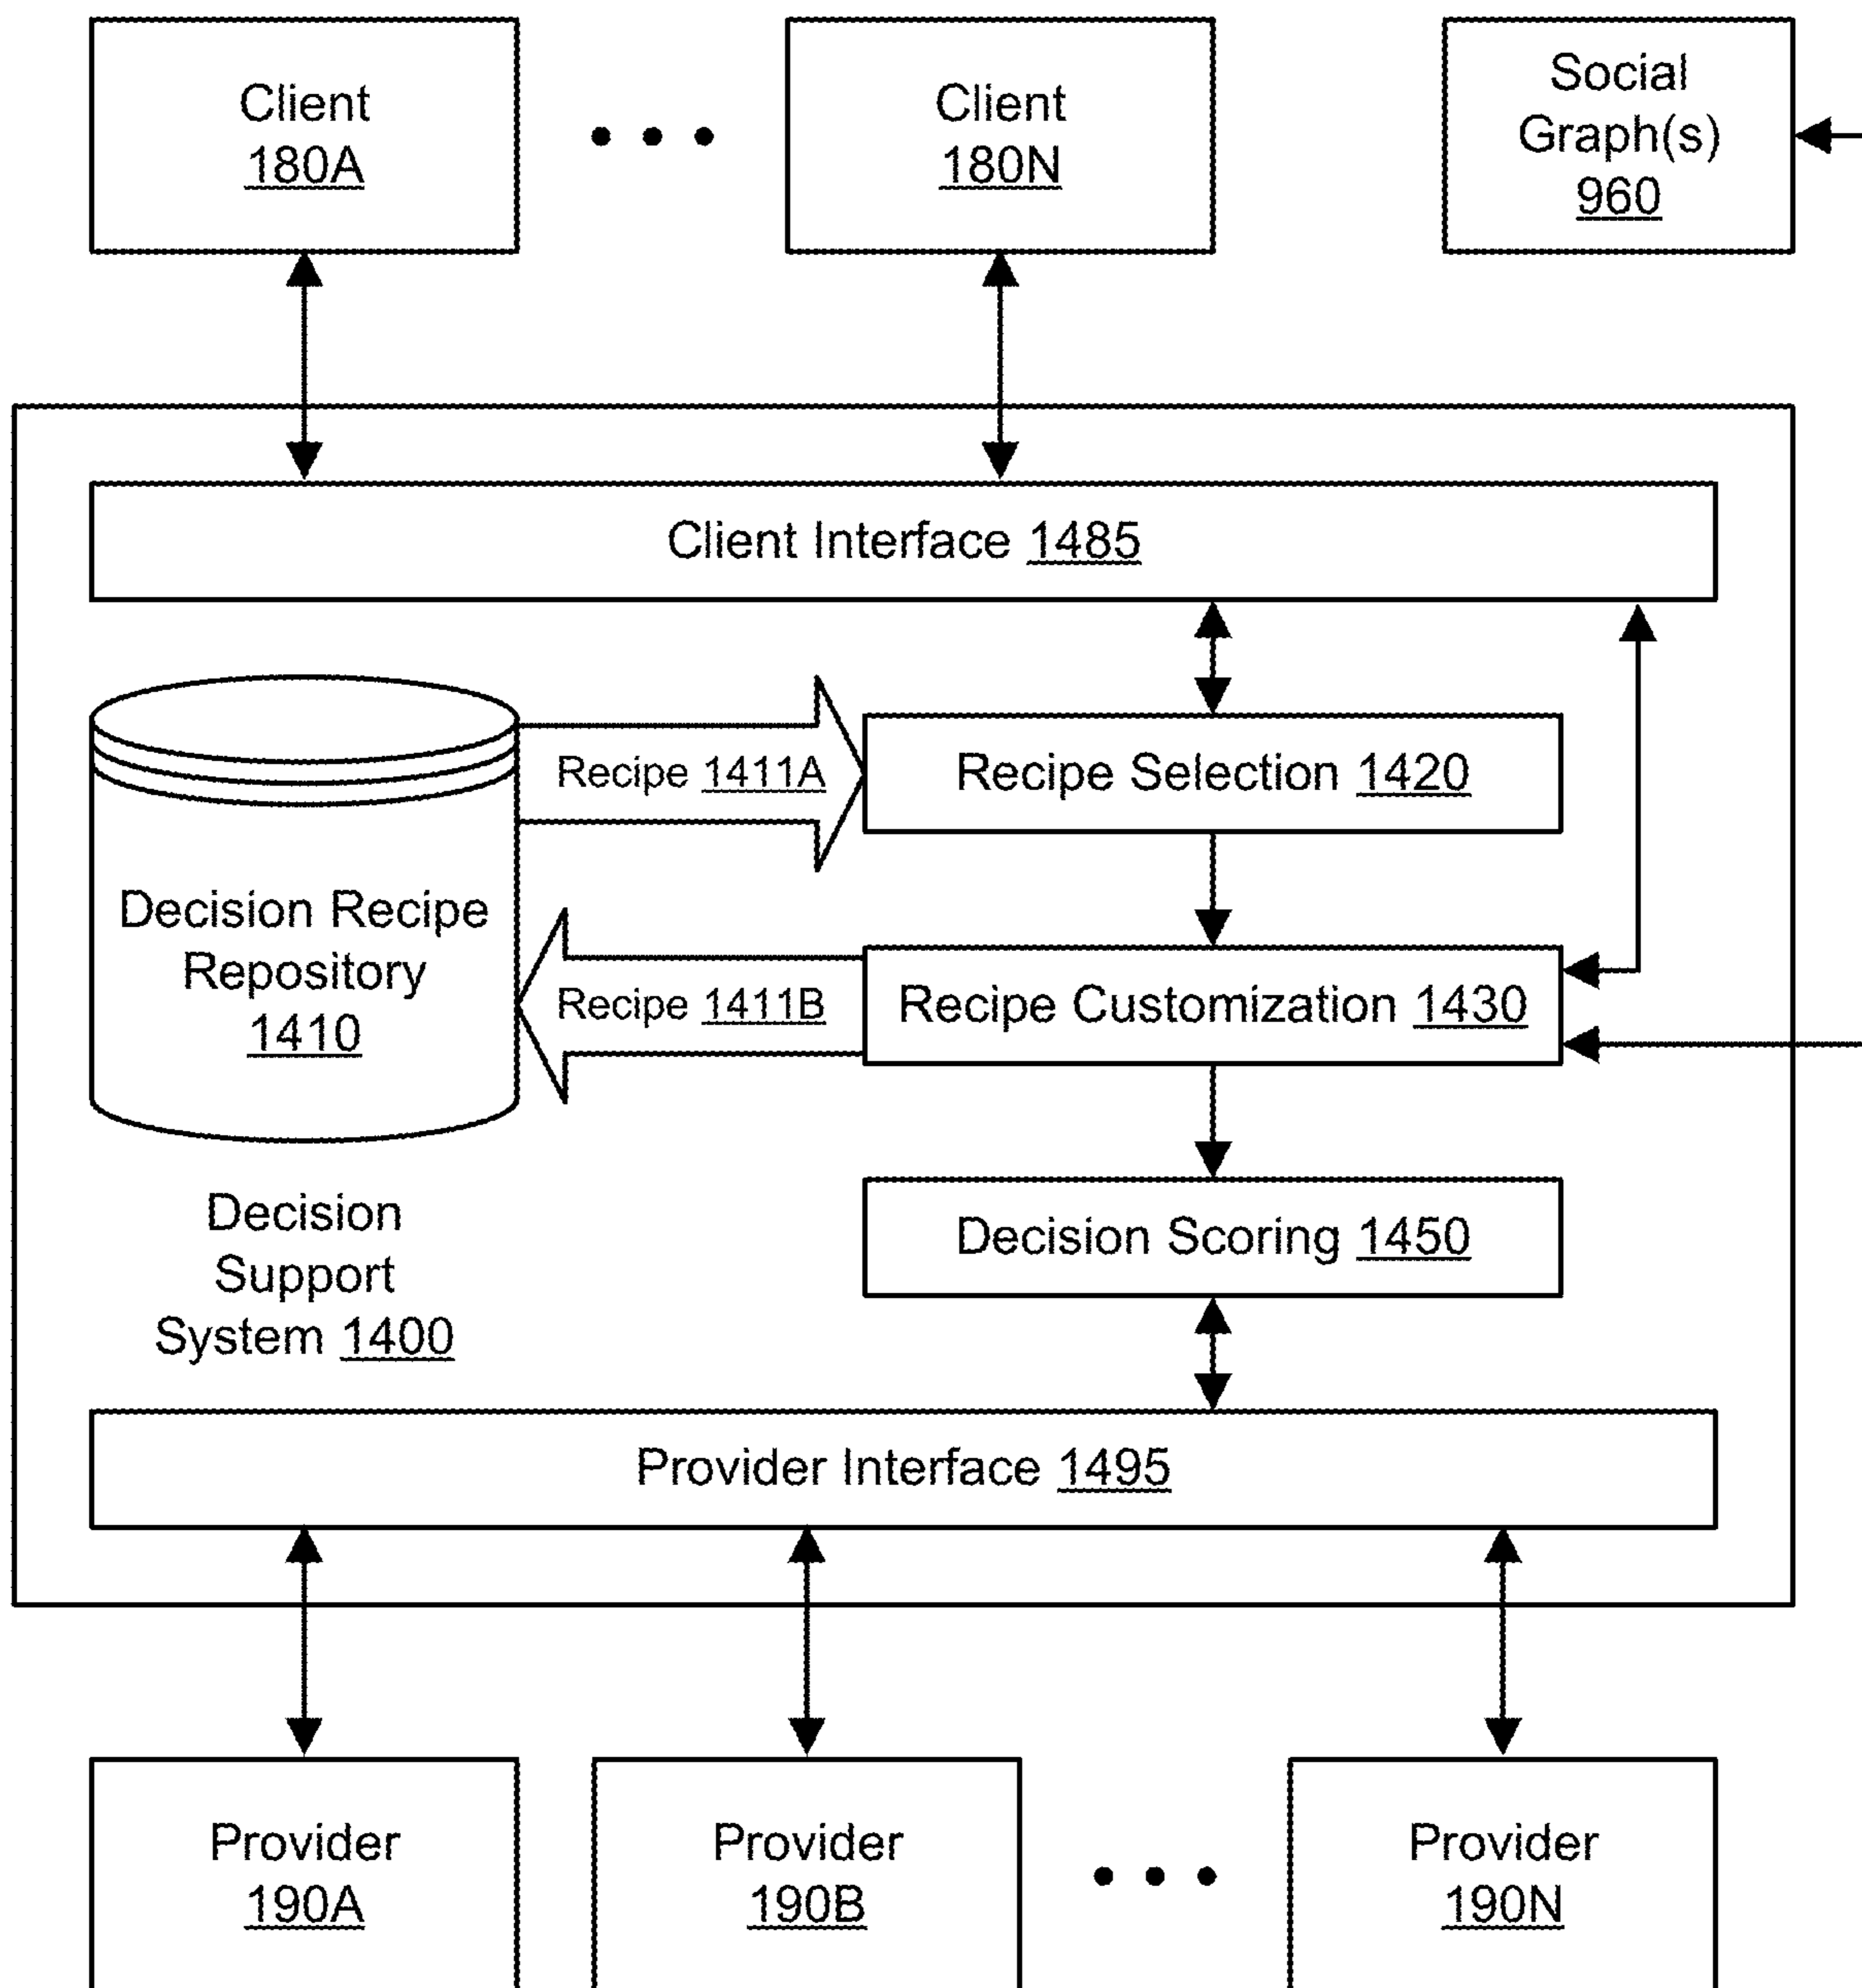 Client
180A
Client
180N
Social
Graph(s)
960
Client Interface 1485
Recipe 1411A
Recipe Selection 1420
Decision Recipe
Repository
1410
Recipe 1411B
Recipe Customization 1430
Decision
Support
System 1400
Decision Scoring 1450
Provider Interface 1495
Provider
190A
Provider
190B
Provider
190N